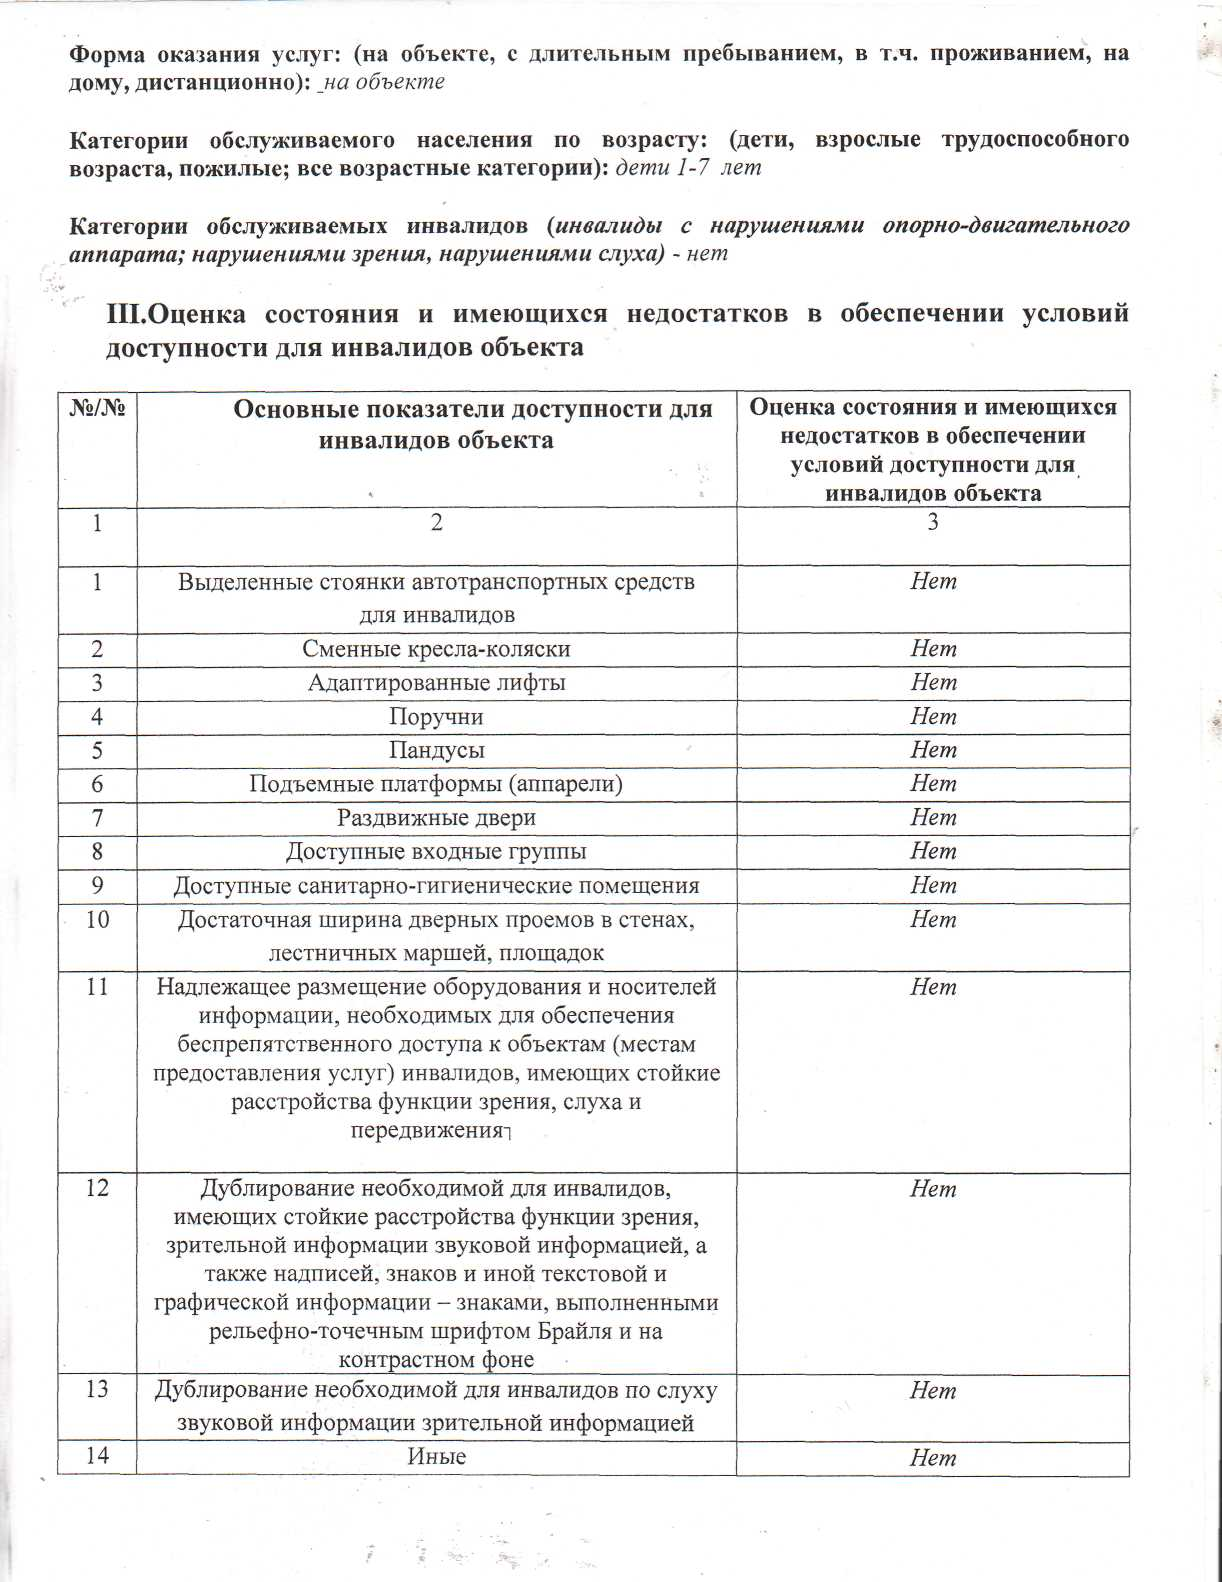 Форма оказания услуг: (на объекте, с длительным пребыванием, в т.ч. проживанием, на
дому, дистанционно): на объекте
Категории обслуживаемого населения по возрасту: (дети, взрослые трудоспособного
возраста, пожилые; все возрастные категории): дети 1-7 лет
Категории обслуживаемых инвалидов (инвалиды с нарушениями опорно-двигательного
аппарата; нарушениями зрения, нарушениями слуха) - нет
III.Оценка состояния и имеющихся недостатков в обеспечении условий
доступности для инвалидов объекта
№/№
Основные показатели доступности для
инвалидов объекта
Оценка состояния и имеющихся
недостатков в обеспечении
условий доступности для
инвалидов объекта
1 2 3
1 Выделенные стоянки автотранспортных средств Нет
для инвалидов
2 Сменные кресла-коляски Нет
3 Адаптированные лифты Нет
4 Поручни Нет
5 Пандусы Нет
6 Подъемные платформы (аппарели) Нет
7 Раздвижные двери Нет
8 Доступные входные группы Нет
9 Доступные санитарно-гигиенические помещения Нет
10 Достаточная ширина дверных проемов в стенах, Нет
лестничных маршей, площадок
11 Надлежащее размещение оборудования и носителей Нет
информации, необходимых для обеспечения
беспрепятственного доступа к объектам (местам
предоставления услуг) инвалидов, имеющих стойкие
расстройства функции зрения, слуха и
передвижения
12 Дублирование необходимой для инвалидов, Нет
имеющих стойкие расстройства функции зрения,
зрительной информации звуковой информацией, а
также надписей, знаков и иной текстовой и
графической информации – знаками, выполненными
рельефно-точечным шрифтом Брайля и на
контрастном фоне
13 Дублирование необходимой для инвалидов по слуху Нет
звуковой информации зрительной информацией
14 Иные Нет